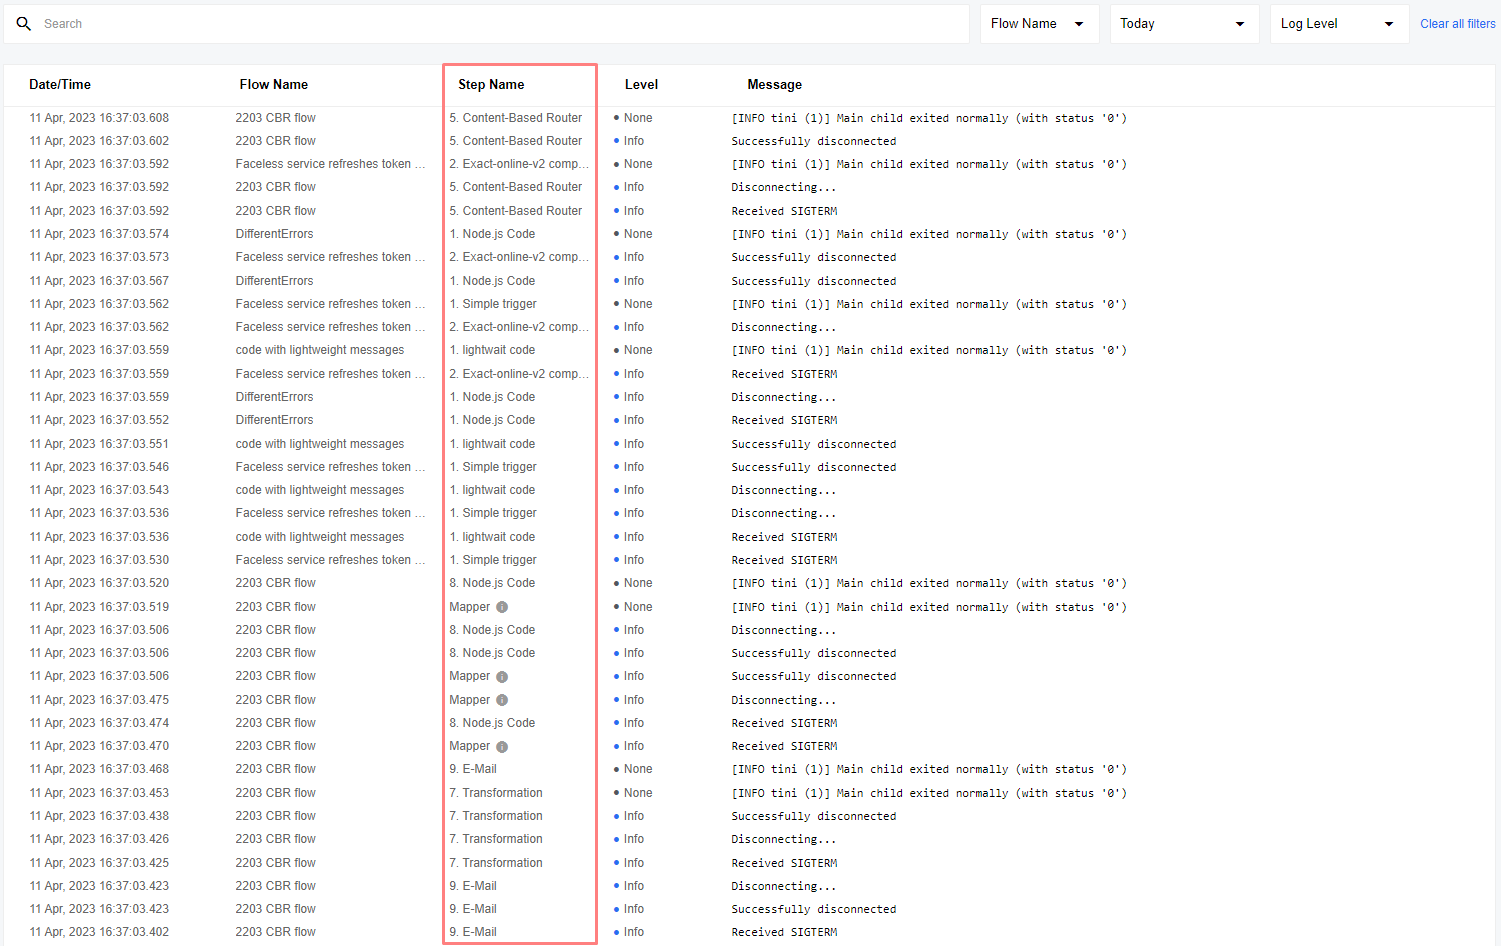 Search Flow Name Today Log Level Clear all filters
Date/Time Flow Name Step Name Level Message
11 Apr, 2023 16:37:03.608 2203 CBR flow 5. Content-Based Router None [INFO tini (1)] Main child exited normally (with status '0')
11 Apr, 2023 16:37:03.602 2203 CBR flow 5. Content-Based Router Info Successfully disconnected
11 Apr, 2023 16:37:03.592 Faceless service refreshes token ... 2. Exact-online-v2 comp... None [INFO tini (1)] Main child exited normally (with status '0')
11 Apr, 2023 16:37:03.592 2203 CBR flow 5. Content-Based Router Info Disconnecting...
11 Apr, 2023 16:37:03.592 2203 CBR flow 5. Content-Based Router Info Received SIGTERM
11 Apr, 2023 16:37:03.574 DifferentErrors 1. Node.js Code None [INFO tini (1)] Main child exited normally (with status '0')
11 Apr, 2023 16:37:03.573 Faceless service refreshes token ... 2. Exact-online-v2 comp... Info Successfully disconnected
11 Apr, 2023 16:37:03.567 DifferentErrors 1. Node.js Code Info Successfully disconnected
11 Apr, 2023 16:37:03.562 Faceless service refreshes token ... 1. Simple trigger None [INFO tini (1)] Main child exited normally (with status '0')
11 Apr, 2023 16:37:03.562 Faceless service refreshes token ... 2. Exact-online-v2 comp... Info Disconnecting...
11 Apr, 2023 16:37:03.559 code with lightweight messages 1. lightwait code None [INFO tini (1)] Main child exited normally (with status '0')
11 Apr, 2023 16:37:03.559 Faceless service refreshes token ... 2. Exact-online-v2 comp... Info Received SIGTERM
11 Apr, 2023 16:37:03.559 DifferentErrors 1. Node.js Code Info Disconnecting...
11 Apr, 2023 16:37:03.552 DifferentErrors 1. Node.js Code Info Received SIGTERM
11 Apr, 2023 16:37:03.551 code with lightweight messages 1. lightwait code Info Successfully disconnected
11 Apr, 2023 16:37:03.546 Faceless service refreshes token ... 1. Simple trigger Info Successfully disconnected
11 Apr, 2023 16:37:03.543 code with lightweight messages 1. lightwait code Info Disconnecting...
11 Apr, 2023 16:37:03.536 Faceless service refreshes token ... 1. Simple trigger Info Disconnecting...
11 Apr, 2023 16:37:03.536 code with lightweight messages 1. lightwait code Info Received SIGTERM
11 Apr, 2023 16:37:03.530 Faceless service refreshes token ... 1. Simple trigger Info Received SIGTERM
11 Apr, 2023 16:37:03.520 2203 CBR flow 8. Node.js Code None [INFO tini (1)] Main child exited normally (with status '0')
11 Apr, 2023 16:37:03.519 2203 CBR flow Mapper None [INFO tini (1)] Main child exited normally (with status '0')
11 Apr, 2023 16:37:03.506 2203 CBR flow 8. Node.js Code Info Disconnecting...
11 Apr, 2023 16:37:03.506 2203 CBR flow 8. Node.js Code Info Successfully disconnected
11 Apr, 2023 16:37:03.506 2203 CBR flow Mapper Info Successfully disconnected
11 Apr, 2023 16:37:03.475 2203 CBR flow Mapper Info Disconnecting...
11 Apr, 2023 16:37:03.474 2203 CBR flow 8. Node.js Code Info Received SIGTERM
11 Apr, 2023 16:37:03.470 2203 CBR flow Mapper Info Received SIGTERM
11 Apr, 2023 16:37:03.468 2203 CBR flow 9. E-Mail None [INFO tini (1)] Main child exited normally (with status '0')
11 Apr, 2023 16:37:03.453 2203 CBR flow 7. Transformation None [INFO tini (1)] Main child exited normally (with status '0')
11 Apr, 2023 16:37:03.438 2203 CBR flow 7. Transformation Info Successfully disconnected
11 Apr, 2023 16:37:03.426 2203 CBR flow 7. Transformation Info Disconnecting...
11 Apr, 2023 16:37:03.425 2203 CBR flow 7. Transformation Info Received SIGTERM
11 Apr, 2023 16:37:03.423 2203 CBR flow 9. E-Mail Info Disconnecting...
11 Apr, 2023 16:37:03.423 2203 CBR flow 9. E-Mail Info Successfully disconnected
11 Apr, 2023 16:37:03.402 2203 CBR flow 9. E-Mail Info Received SIGTERM